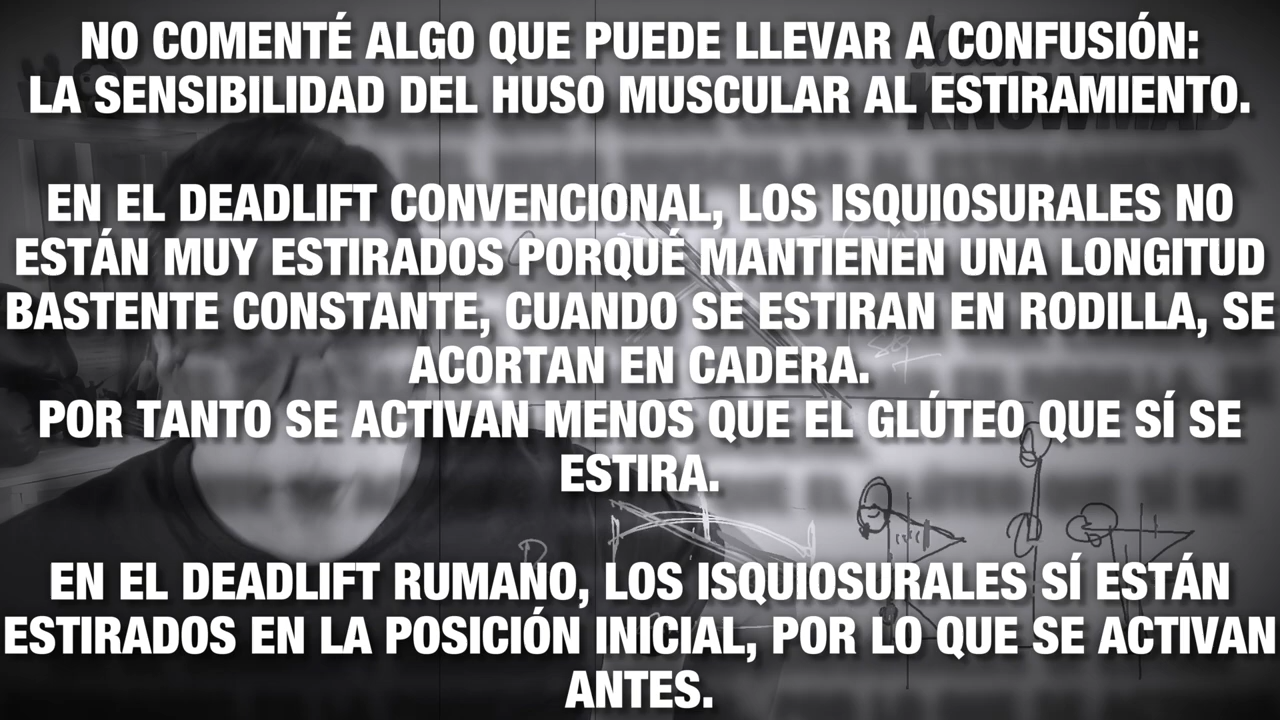 NO COMENTÉ ALGO QUE PUEDE LLEVAR A CONFUSIÓN:
LA SENSIBILIDAD DEL HUSO MUSCULAR AL ESTIRAMIENTO.
EN EL DEADLIFT CONVENCIONAL, LOS ISQUIOSURALES NO
ESTÁN MUY ESTIRADOS PORQUÉ MANTIENEN UNA LONGITUD
BASTENTE CONSTANTE, CUANDO SE ESTIRAN EN RODILLA, SE
ACORTAN EN CADERA.
POR TANTO SE ACTIVAN MENOS QUE EL GLÚTEO QUE SÍ SE
ESTIRA.
EN EL DEADLIFT RUMANO, LOS ISQUIOSURALES SÍ ESTÁN
ESTIRADOS EN LA POSICIÓN INICIAL, POR LO QUE SE ACTIVAN
ANTES.
KNOWMAD